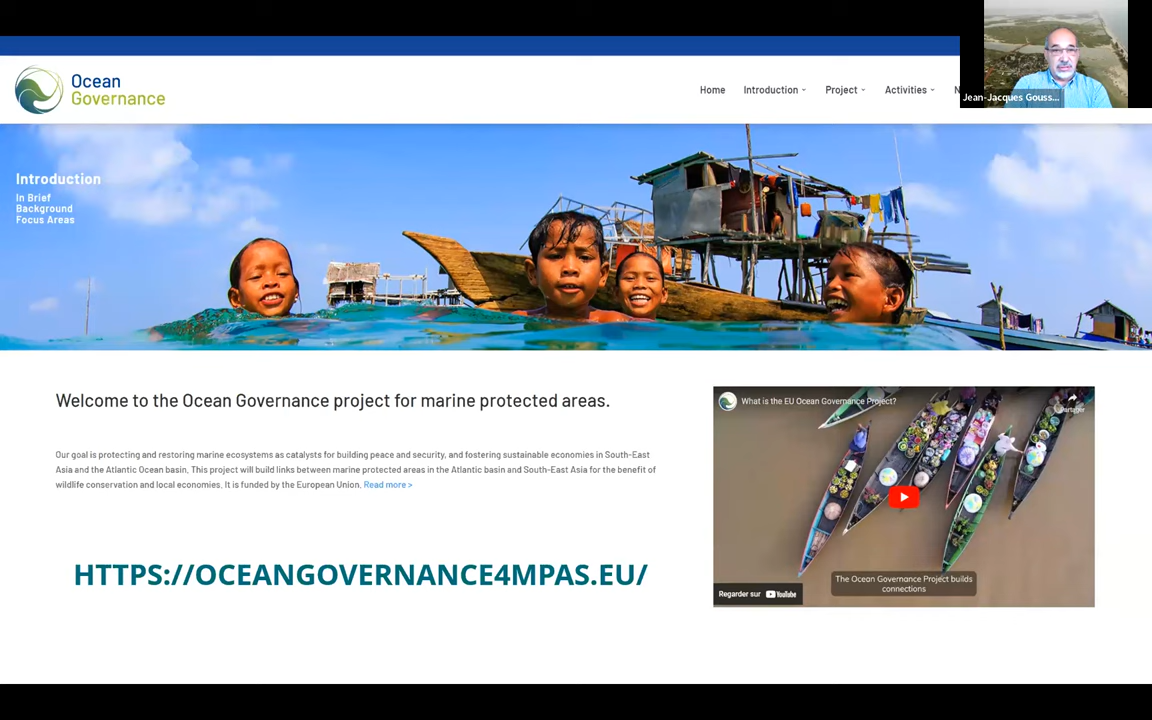 Ocean
Governance
Home
Introduction
Project
Activities
N
Jean-Jacques Gouss...
Introduction
In Brief
Background
Focus Areas
Welcome to the Ocean Governance project for marine protected areas.
Our goal is protecting and restoring marine ecosystems as catalysts for building peace and security, and fostering sustainable economies in South-East
Asia and the Atlantic Ocean basin. This project will build links between marine protected areas in the Atlantic basin and South-East Asia for the benefit of
wildlife conservation and local economies. It is funded by the European Union. Read more >
HTTPS://OCEANGOVERNANCE4MPAS.EU/
What is the EU Ocean Governance Project?
Partager
The Ocean Governance Project builds
connections
Regarder sur YouTube